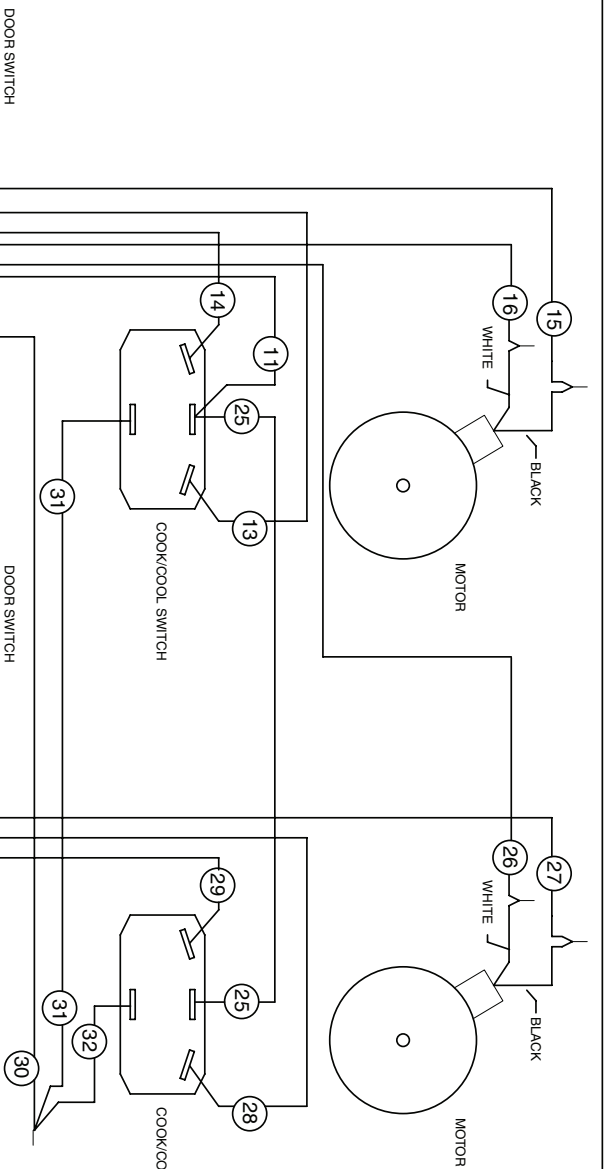 15
27
BLACK
BLACK
16
26
WHITE
WHITE
MOTOR
MOTOR
11
25
13
25
28
14
29
COOK/COOL SWITCH
COOK/CO
32
31
31
30
DOOR SWITCH
DOOR SWITCH